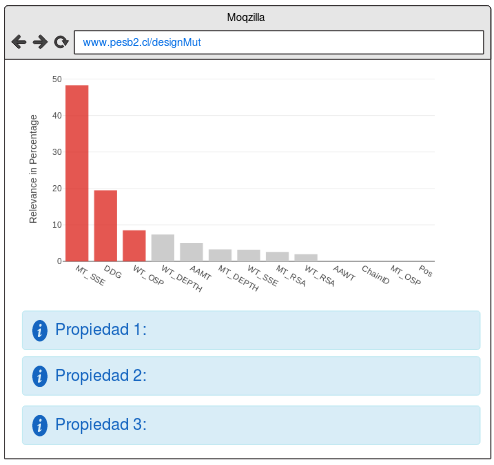 Moqzilla
www.pesb2.cl/designMut
Relevance in Percentage
50
40
30
20
10
0
MT_SSE
DDG
WT_OSP
WT_DEPTH
AAMT
MT_DEPTH
WT_SSE
MT_RSA
WT_RSA
AAWT
ChainID
MT_OSP
Pos
Propiedad 1:
Propiedad 2:
Propiedad 3: